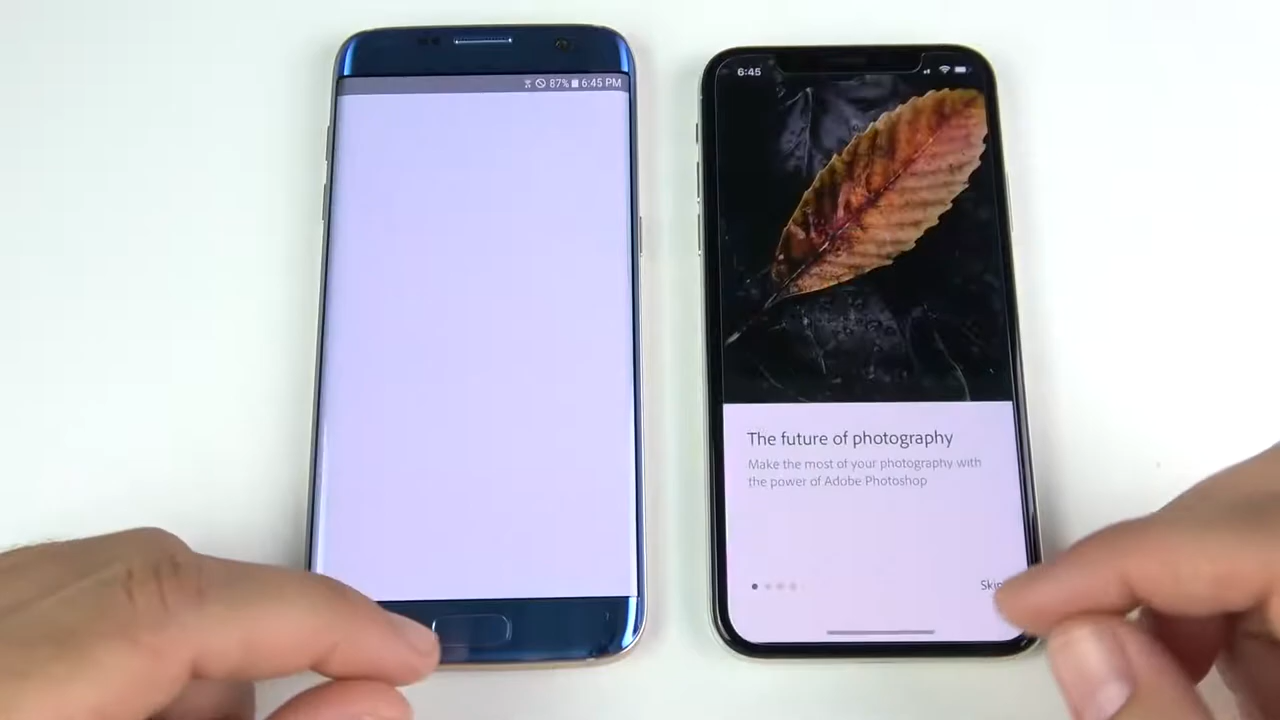 87% 6:45 PM
6:45
The future of photography
Make the most of your photography with
the power of Adobe Photoshop